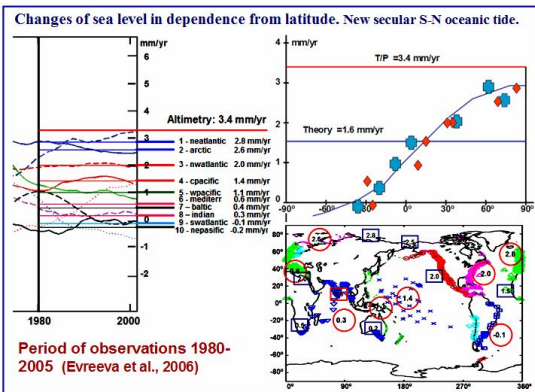 Changes of sea level in dependence from latitude. New secular S-N oceanic tide.
mm/yr
6
5
4
3
2
1
0
-1
-2
1980
2000
Altimetry: 3.4 mm/yr
1 - neatlantic 2.8 mm/yr
2 - arctic 2.6 mm/yr
3 - nwatlantic 2.0 mm/yr
4 - cpacific 1.4 mm/yr
5 - wpacific 1.1 mm/yr
6 - mediterr 0.6 mm/yr
7 - baltic 0.4 mm/yr
8 - indian 0.3 mm/yr
9 - swatlantic -0.1 mm/yr
10 - nepasific -0.2 mm/yr
Period of observations 1980-
2005 (Evreeva et al., 2006)
mm/yr
4
3
2
1
0
T/P =3.4 mm/yr
Theory =1.6 mm/yr
-90 -60 -30 0 30 60 90
80°
60°
40°
20°
0°
-20°
-40°
-60°
-80°
2.8
2.8
2.0
2.0
1.4
0.3
0.2
-0.1
0° 90° 180° 270° 360°